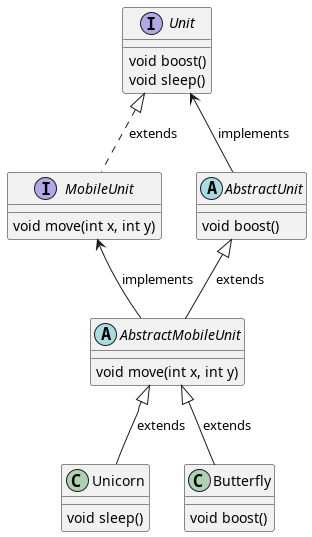 I Unit
void boost()
void sleep()
extends
implements
I MobileUnit
void move(int x, int y)
A AbstractUnit
void boost()
implements
extends
A AbstractMobileUnit
void move(int x, int y)
extends
extends
C Unicorn
void sleep()
C Butterfly
void boost()